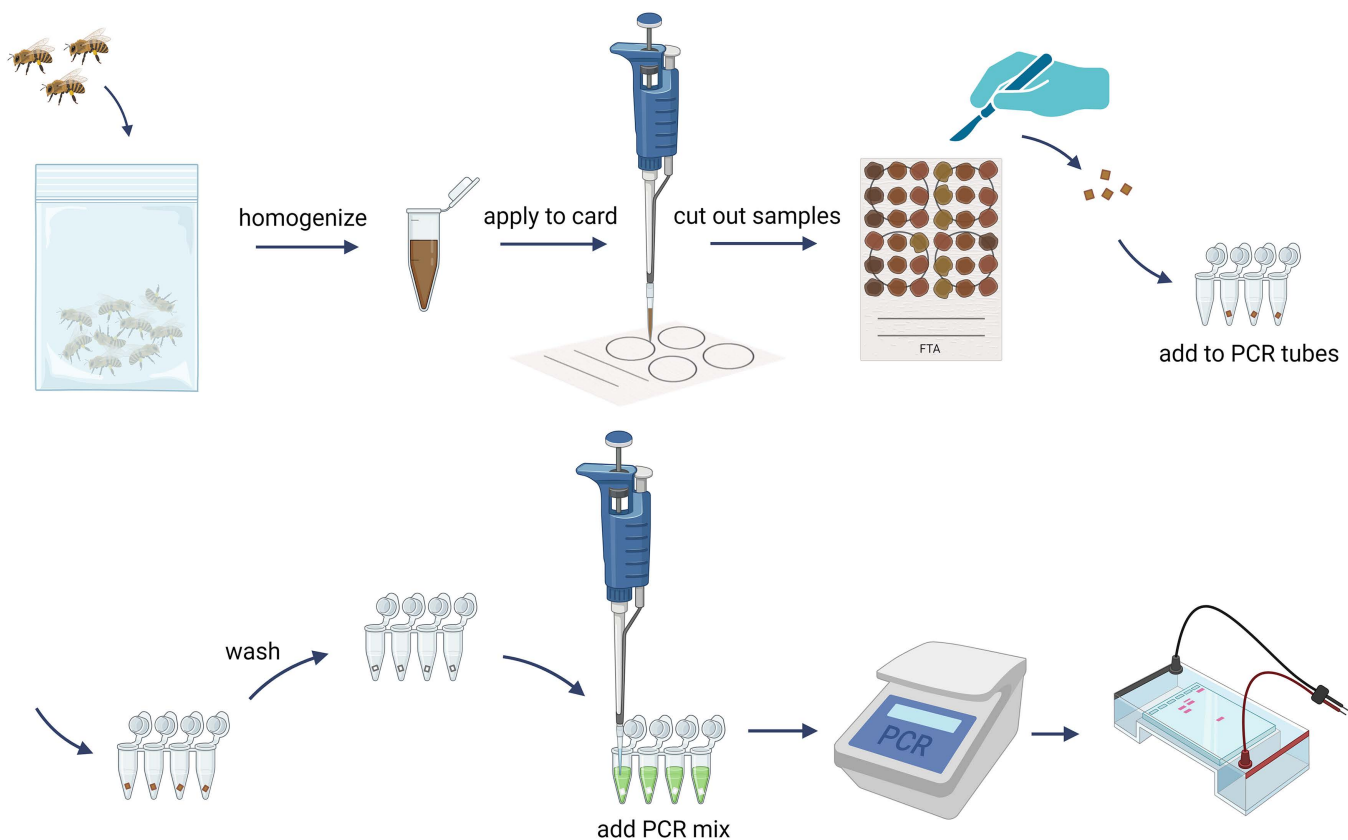 homogenize
apply to card
cut out samples
FTA
add to PCR tubes
wash
PCR
add PCR mix